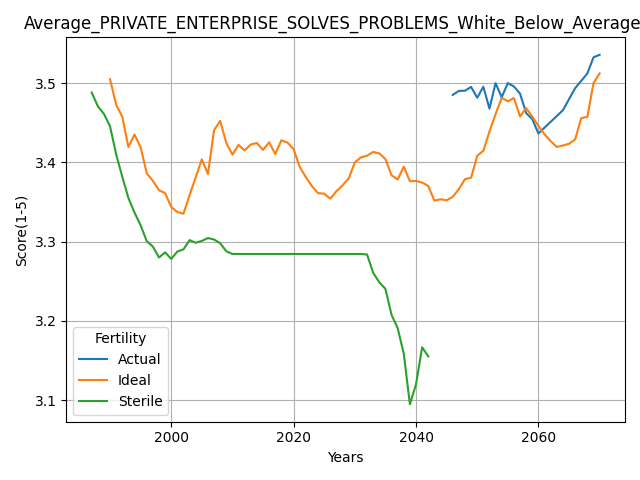 Average_PRIVATE_ENTERPRISE_SOLVES_PROBLEMS_White_Below_Average
Score(1-5)
3.5
3.4
3.3
3.2
3.1
Fertility
Actual
Ideal
Sterile
2000 2020 2040 2060
Years